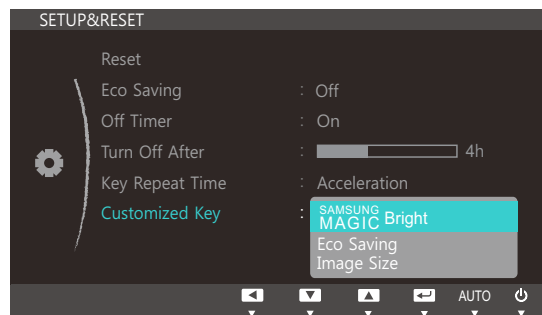 SETUP&RESET
Reset
Eco Saving : Off
Off Timer : On
Turn Off After : 4h
Key Repeat Time : Acceleration
Customized Key : SAMSUNG MAGIC Bright
Eco Saving
Image Size
AUTO